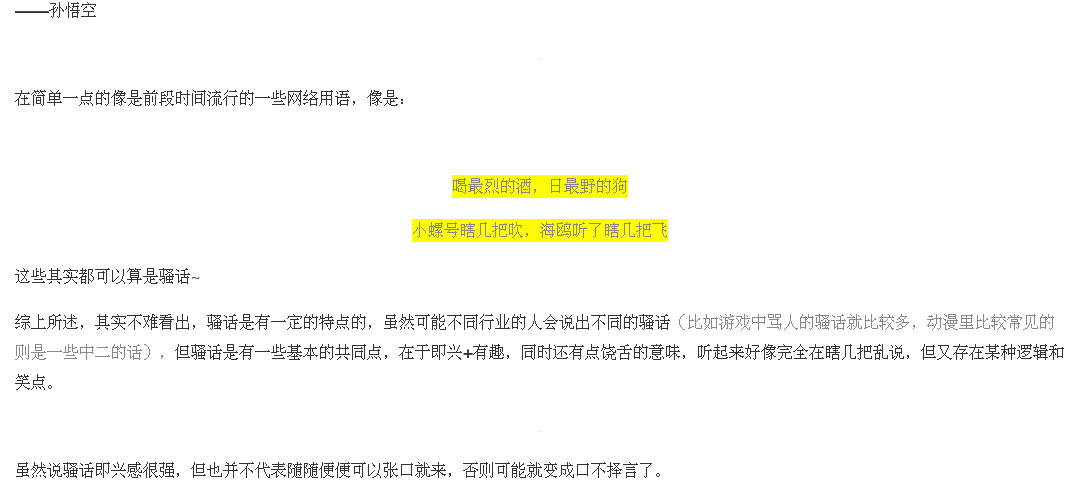 ——孙悟空
在简单一点的像是前段时间流行的一些网络用语，像是：
喝最烈的酒，日最野的狗
小螺号瞎几把吹，海鸥听了瞎几把飞
这些其实都可以算是骚话~
综上所述，其实不难看出，骚话是有一定的特点的，虽然可能不同行业的人会说出不同的骚话（比如游戏中骂人的骚话就比较多，动漫里比较常见的
则是一些中二的话），但骚话是有一些基本的共同点，在于即兴+有趣，同时还有点饶舌的意味，听起来好像完全在瞎几把乱说，但又存在某种逻辑和
笑点。
虽然说骚话即兴感很强，但也并不代表随随便便可以张口就来，否则可能就变成口不择言了。